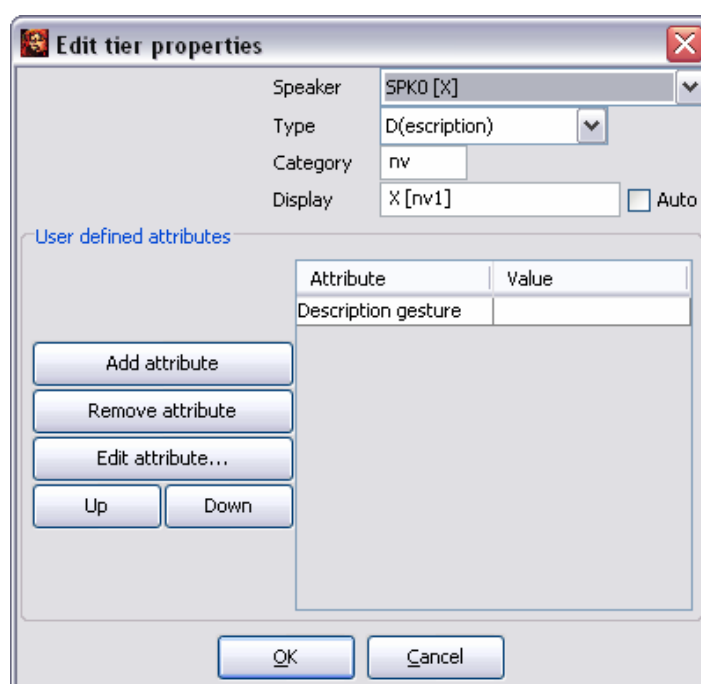 Edit tier properties
Speaker SPK0 [X]
Type D(escription)
Category nv
Display X [nv1] Auto
User defined attributes
Attribute Value
Description gesture
Add attribute
Remove attribute
Edit attribute...
Up Down
OK Cancel